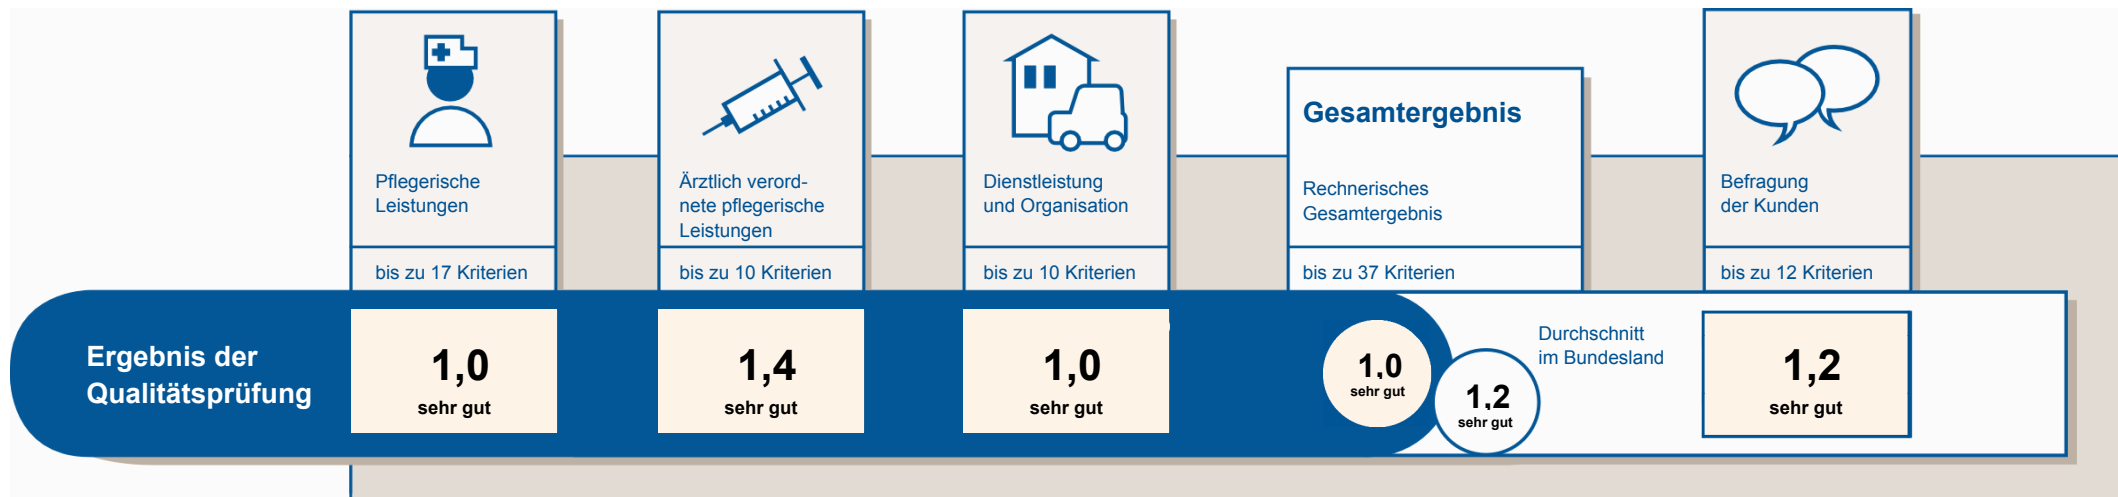 Pflegerische
Leistungen
bis zu 17 Kriterien
Ärztlich verord-
nete pflegerische
Leistungen
bis zu 10 Kriterien
Dienstleistung
und Organisation
bis zu 10 Kriterien
Gesamtergebnis
Rechnerisches
Gesamtergebnis
bis zu 37 Kriterien
Befragung
der Kunden
bis zu 12 Kriterien
Ergebnis der
Qualitätsprüfung
1,0
sehr gut
1,4
sehr gut
1,0
sehr gut
1,0
sehr gut
1,2
sehr gut
Durchschnitt
im Bundesland
1,2
sehr gut